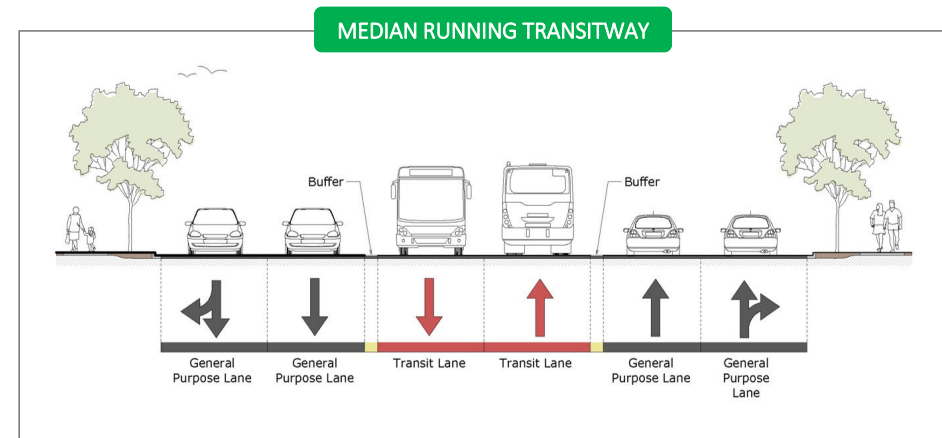 MEDIAN RUNNING TRANSITWAY
Buffer
Buffer
General
Purpose Lane
General
Purpose Lane
Transit Lane
Transit Lane
General
Purpose Lane
General
Purpose
Lane